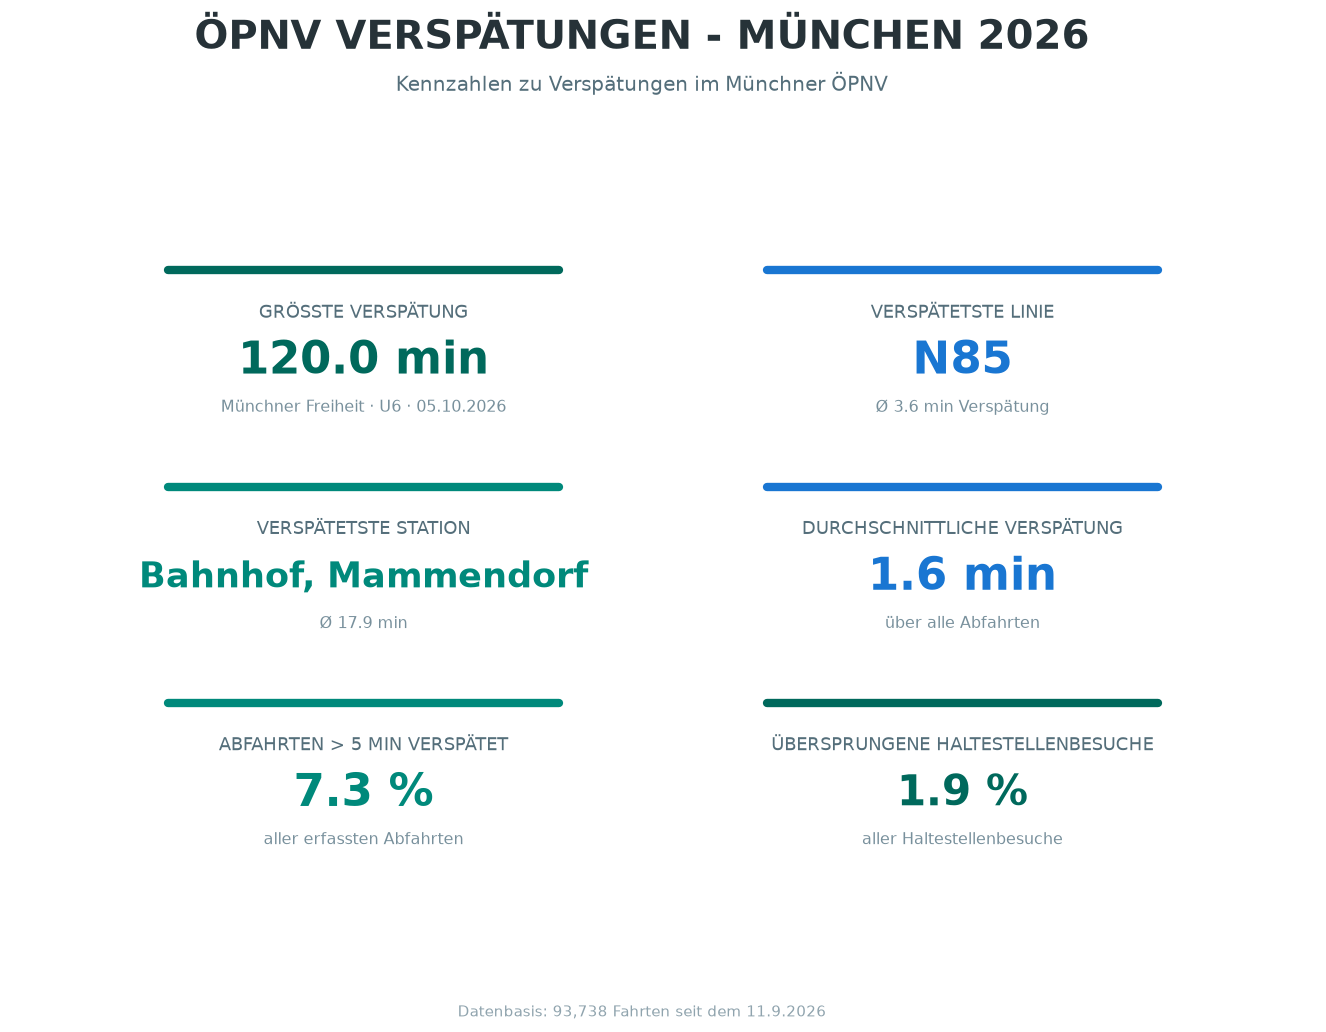 ÖPNV VERSPÄTUNGEN - MÜNCHEN 2026
Kennzahlen zu Verspätungen im Münchner ÖPNV
GRÖSSTE VERSPÄTUNG
120.0 min
Münchner Freiheit · U6 · 05.10.2026
VERSPÄTETSTE LINIE
N85
Ø 3.6 min Verspätung
VERSPÄTETSTE STATION
Bahnhof, Mammendorf
Ø 17.9 min
DURCHSCHNITTLICHE VERSPÄTUNG
1.6 min
über alle Abfahrten
ABFAHRTEN > 5 MIN VERSPÄTET
7.3 %
aller erfassten Abfahrten
ÜBERSPRUNGENE HALTESTELLENBESUCHE
1.9 %
aller Haltestellenbesuche
Datenbasis: 93,738 Fahrten seit dem 11.9.2026